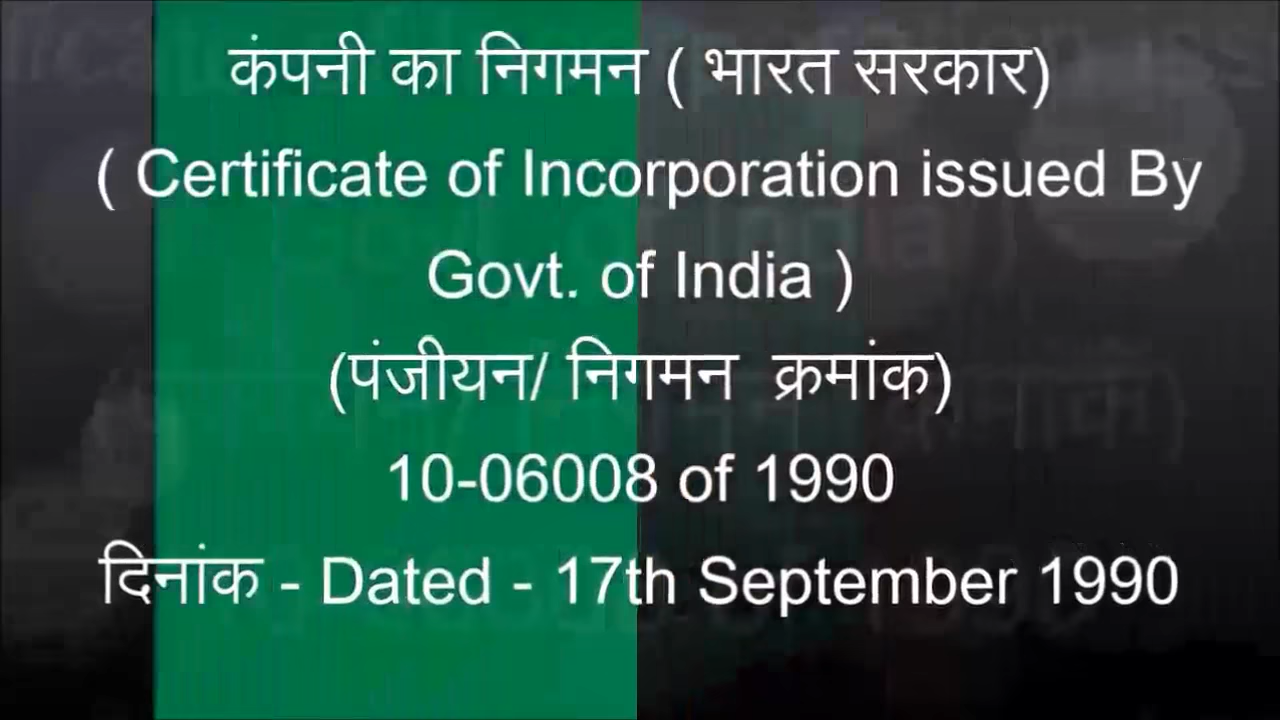 कंपनी का निगमन ( भारत सरकार)
( Certificate of Incorporation issued By
Govt. of India )
(पंजीयन/ निगमन क्रमांक)
10-06008 of 1990
दिनांक - Dated - 17th September 1990